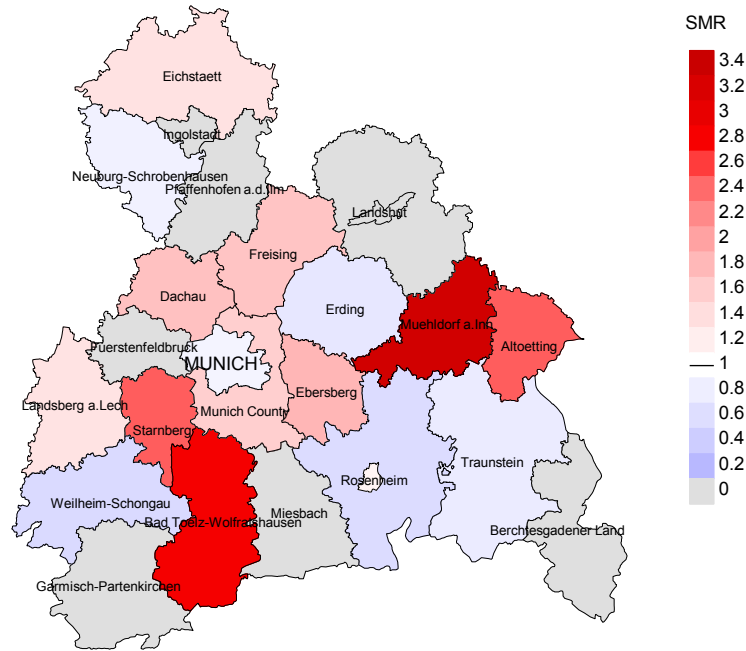 SMR
3.4
3.2
3
2.8
2.6
2.4
2.2
2
1.8
1.6
1.4
1.2
1
0.8
0.6
0.4
0.2
0
Eichstaett
Ingolstadt
Neuburg-Schrobenhausen
Pfaffenhofen a.d.Ilm
Landshut
Freising
Dachau
Erding
Muehldorf a.Inn
Altoetting
Fuerstenfeldbruck
MUNICH
Ebersberg
Landsberg a.Lech
Munich County
Starnberg
Traunstein
Rosenheim
Weilheim-Schongau
Miesbach
Bad Toelz-Wolfratshausen
Berchtesgadener Land
Garmisch-Partenkirchen